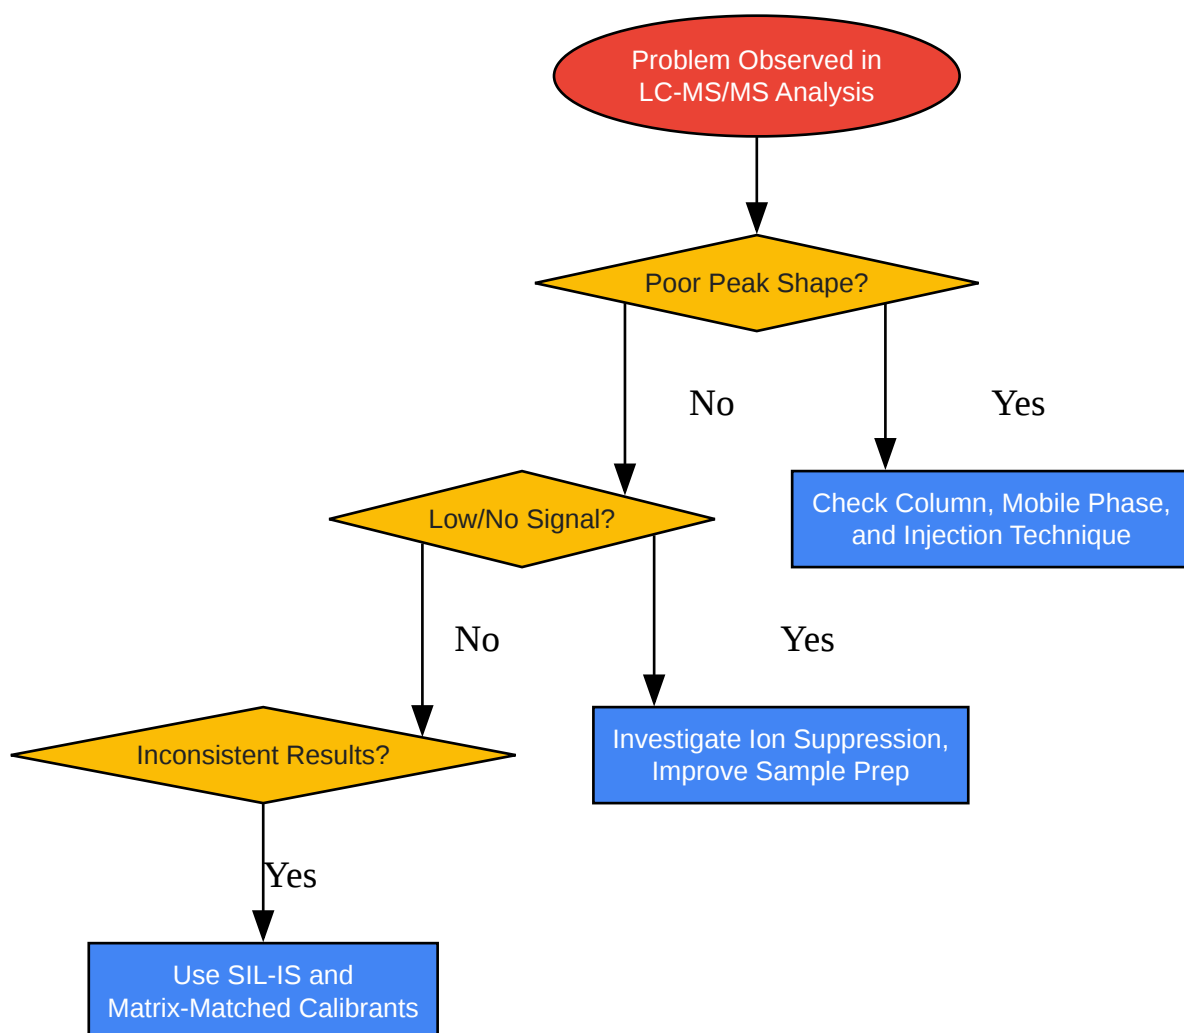 Problem Observed in
LC-MS/MS Analysis
Poor Peak Shape?
No
Yes
Check Column, Mobile Phase,
and Injection Technique
Low/No Signal?
No
Yes
Investigate Ion Suppression,
Improve Sample Prep
Inconsistent Results?
Yes
Use SIL-IS and
Matrix-Matched Calibrants